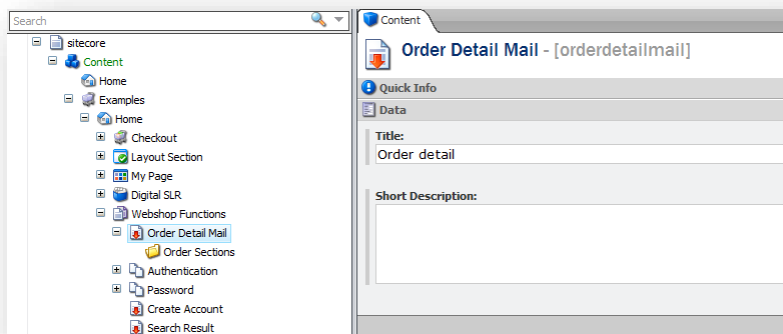 Search
sitecore
Content
Home
Examples
Home
Checkout
Layout Section
My Page
Digital SLR
Webshop Functions
Order Detail Mail
Order Sections
Authentication
Password
Create Account
Search Result
Content
Order Detail Mail - [orderdetailmail]
Quick Info
Data
Title:
Order detail
Short Description: